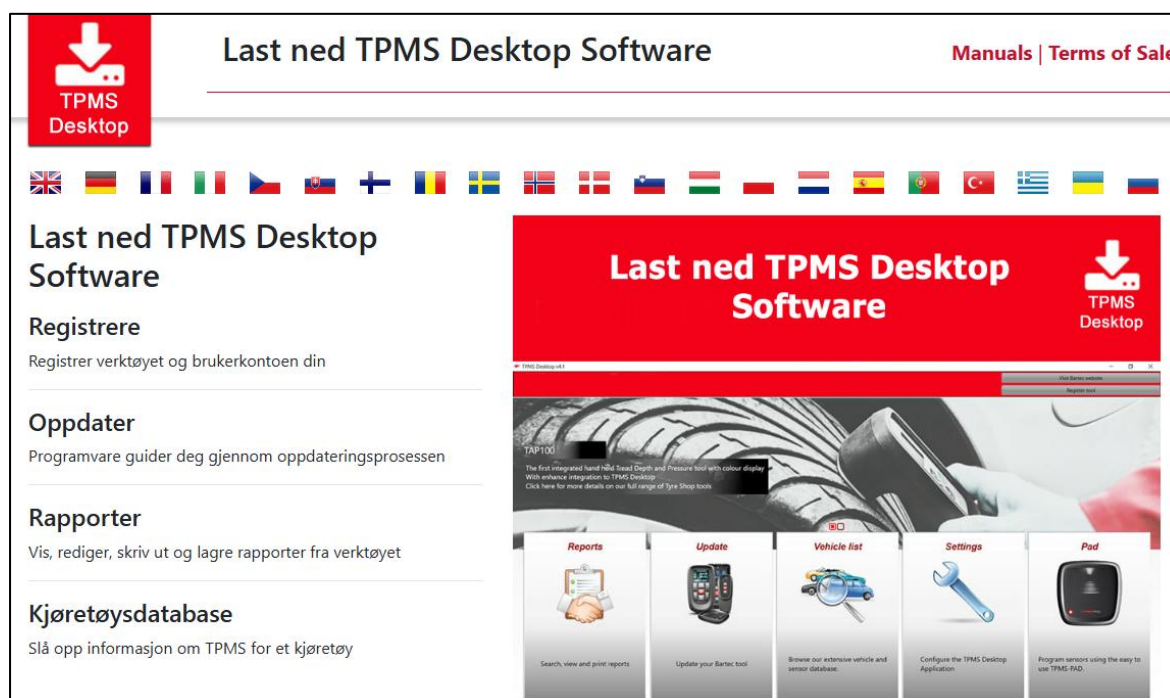 TPMS
Desktop
Last ned TPMS Desktop Software
Manuals | Terms of Sale
Last ned TPMS Desktop
Software
Registrere
Registrer verktøyet og brukerkontoen din
Oppdater
Programvare guider deg gjennom oppdateringsprosessen
Rapporter
Vis, rediger, skriv ut og lagre rapporter fra verktøyet
Kjøretøysdatabase
Slå opp informasjon om TPMS for et kjøretøy
Last ned TPMS Desktop
Software
TPMS
Desktop
TPMS Desktop v4.1
Visit Bartec website
Register tool
TAP100
The first integrated hand held Tread Depth and Pressure tool with colour display
With enhance integration to TPMS Desktop
Click here for more details on our full range of Tyre Shop tools
Reports
Search, view and print reports
Update
Update your Bartec tool
Vehicle list
Browse our extensive vehicle and
sensor database.
Settings
Configure the TPMS Desktop
Application
Pad
Program sensors using the easy to
use TPMS-PAD.